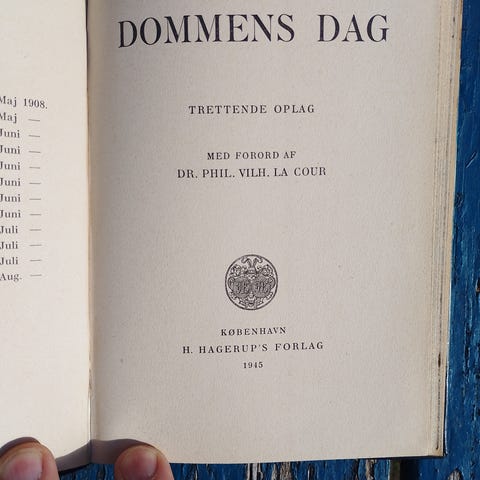 Maj 1908.
Maj —
Juni —
Juni —
Juni —
Juni —
Juni —
Juni —
Juli —
Juli —
Juli —
Aug. —
DOMMENS DAG
TRETTENDE OPLAG
MED FORORD AF
DR. PHIL. VILH. LA COUR
KØBENHAVN
H. HAGERUP'S FORLAG
1945